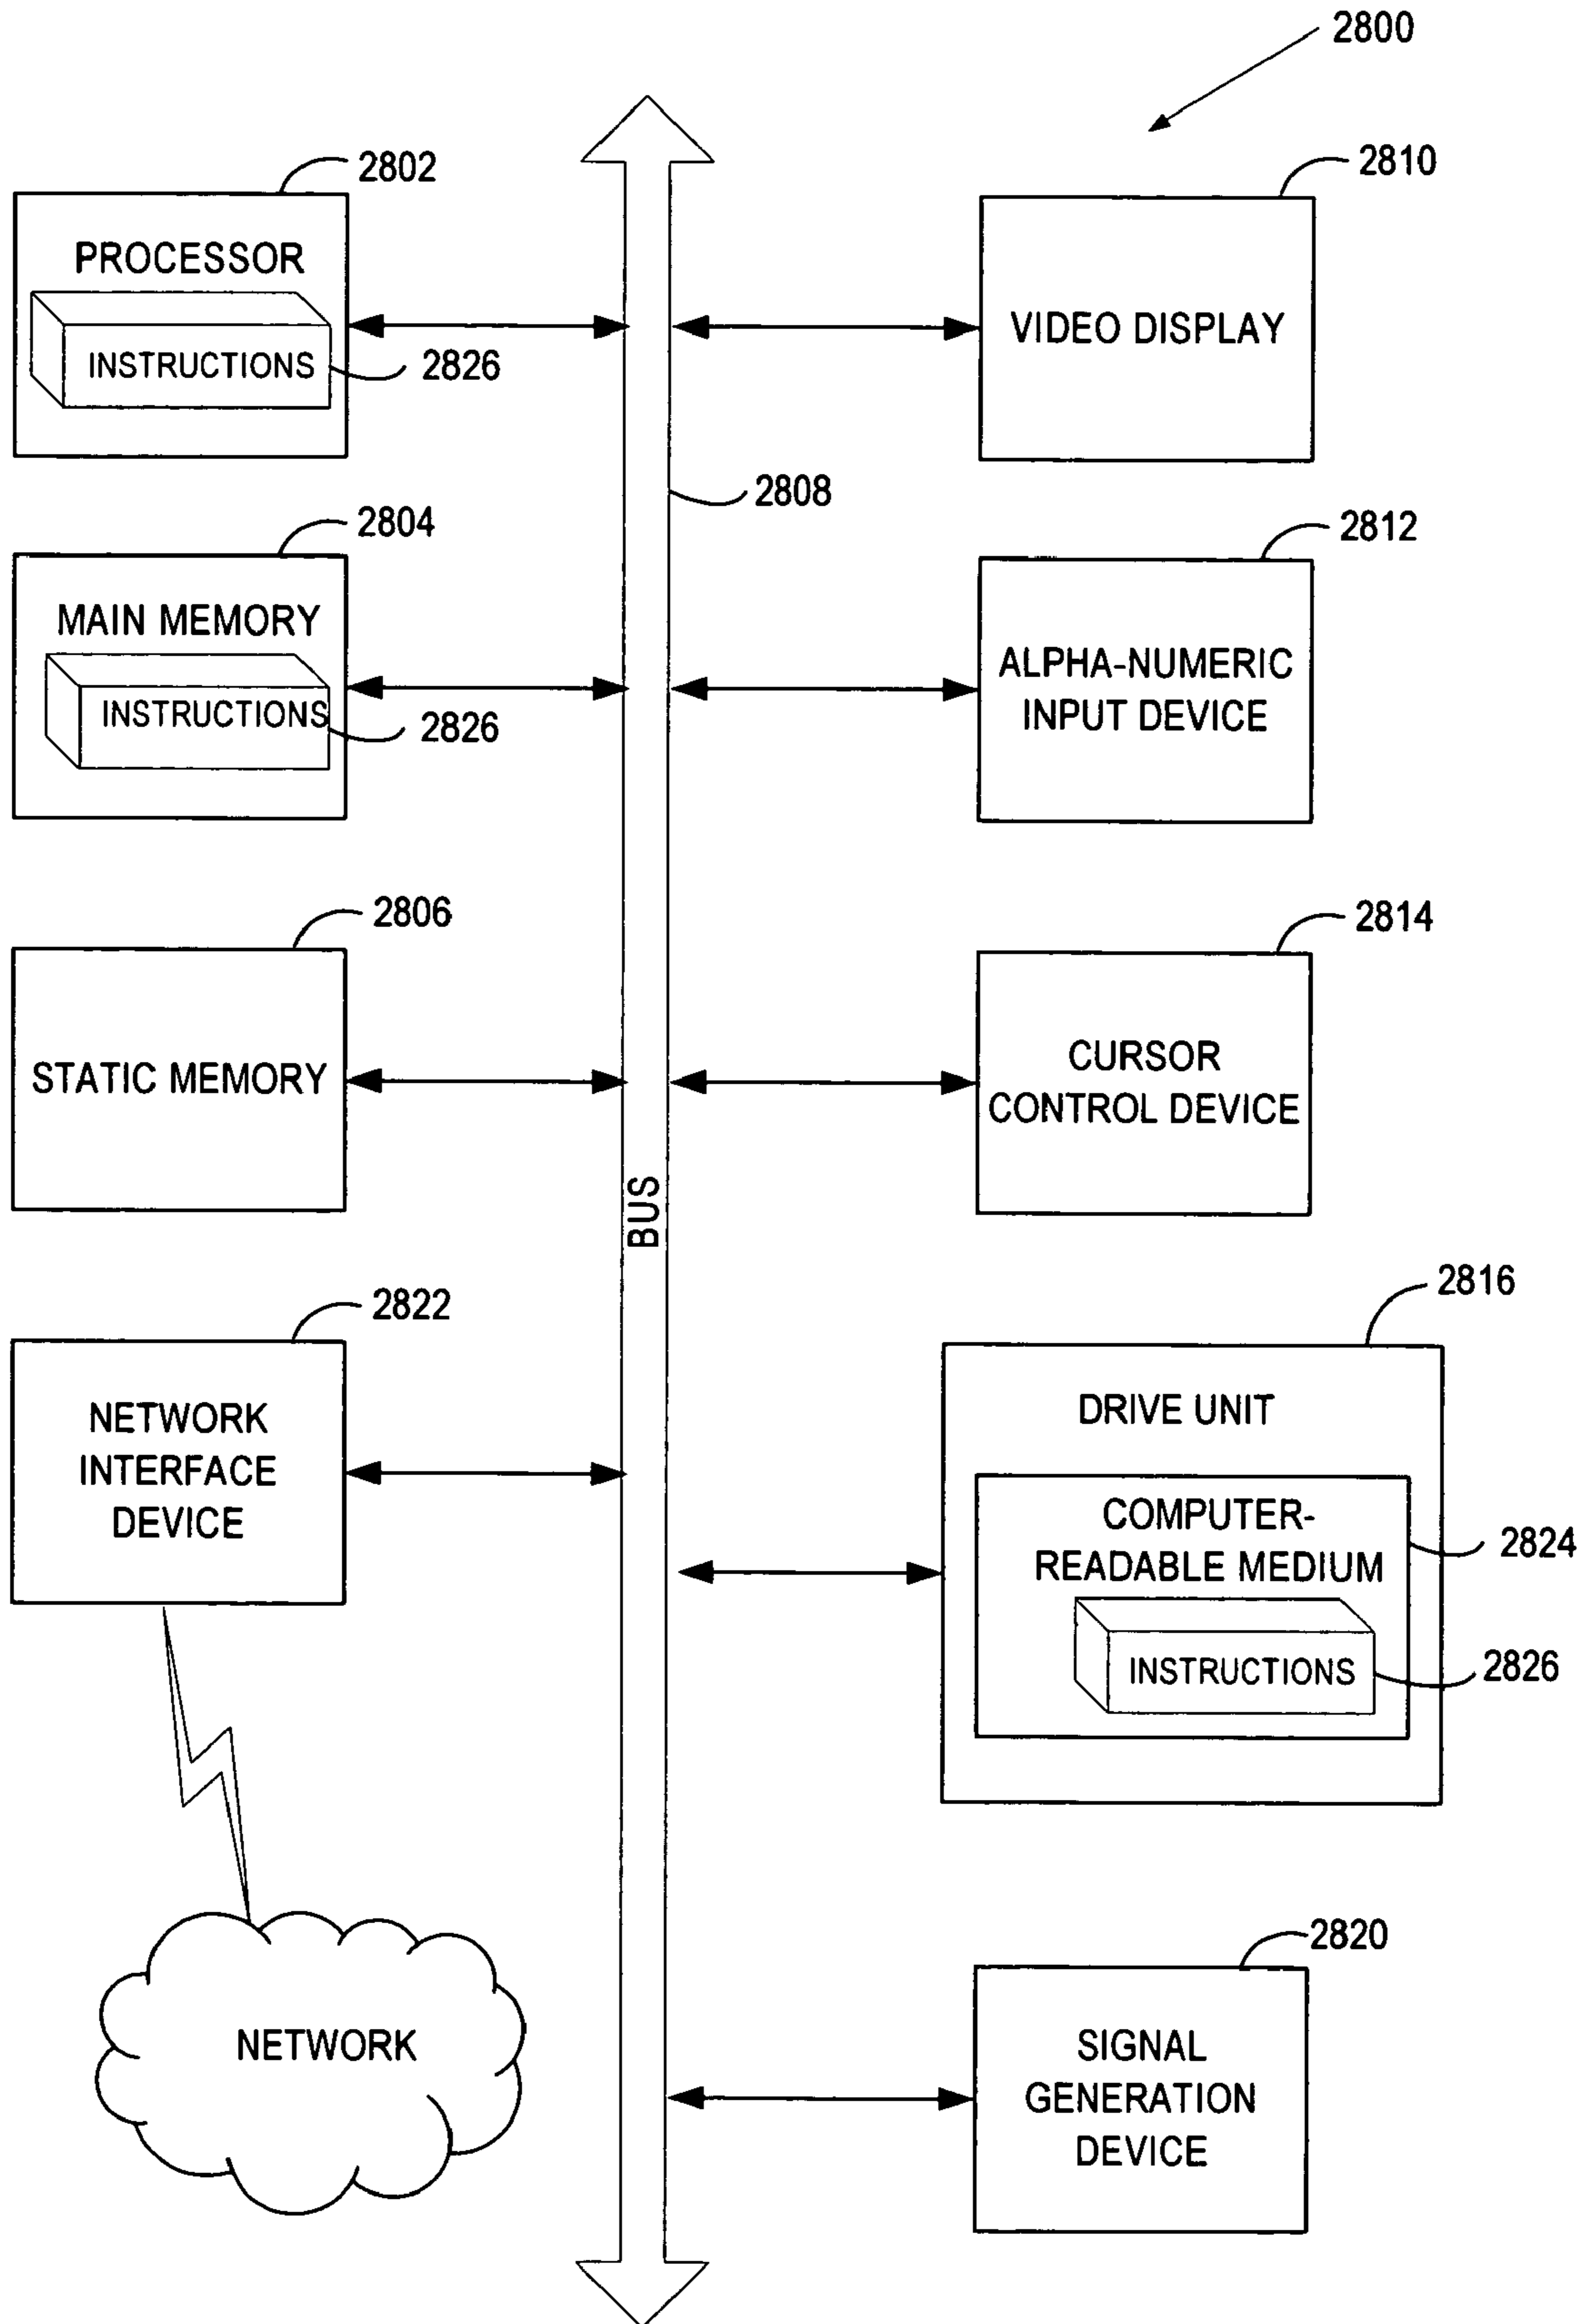 2800
2802
PROCESSOR
INSTRUCTIONS
2826
2804
MAIN MEMORY
INSTRUCTIONS
2826
2806
STATIC MEMORY
2822
NETWORK
INTERFACE
DEVICE
NETWORK
2808
BUS
2810
VIDEO DISPLAY
2812
ALPHA-NUMERIC
INPUT DEVICE
2814
CURSOR
CONTROL DEVICE
2816
DRIVE UNIT
COMPUTER-
READABLE MEDIUM
2824
INSTRUCTIONS
2826
2820
SIGNAL
GENERATION
DEVICE